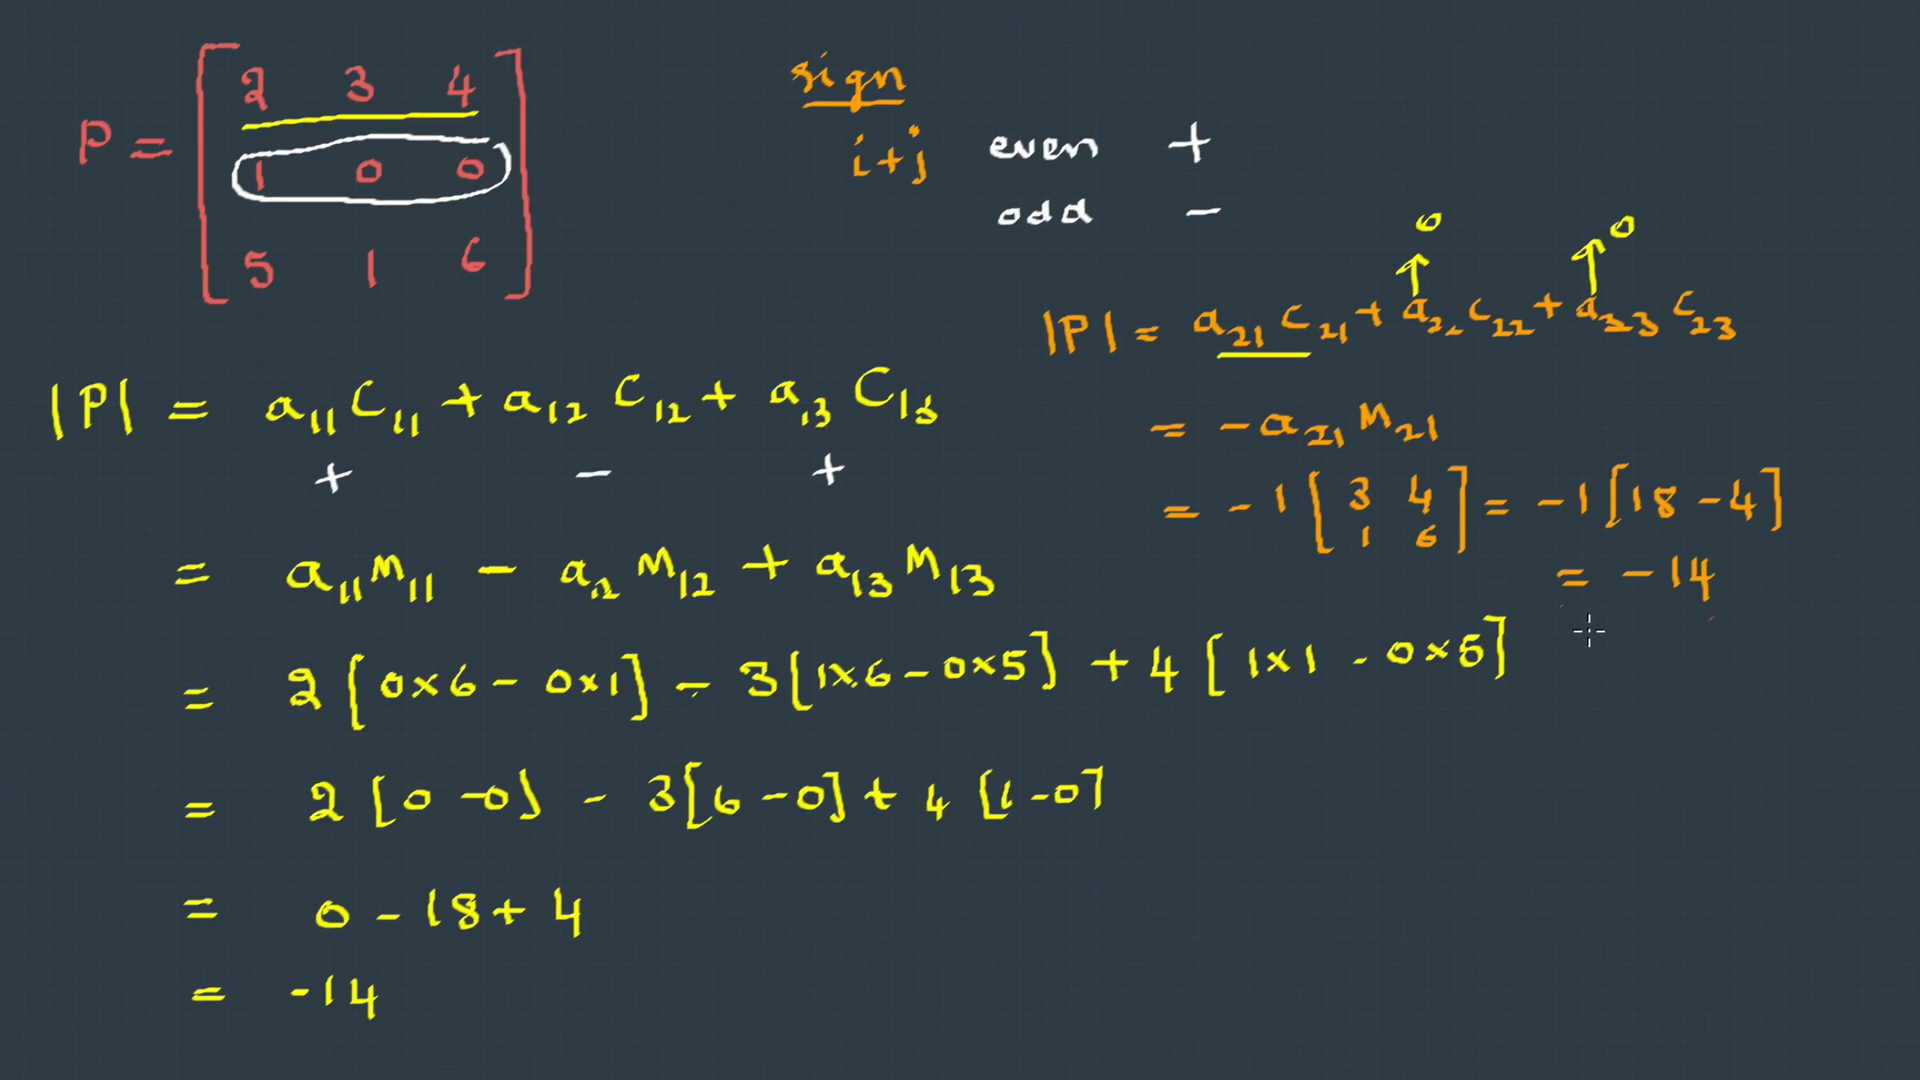 P = [ 2 3 4
1 0 0
5 1 6 ]
sign
i+j even +
odd -
|P| = a11 C11 + a12 C12 + a13 C13
+ - +
= a11 M11 - a12 M12 + a13 M13
= 2 [0×6 - 0×1] - 3 [1×6 - 0×5] + 4 [1×1 - 0×5]
= 2 [0 - 0] - 3 [6 - 0] + 4 [1 - 0]
= 0 - 18 + 4
= -14
0 0
|P| = a21 C21 + a22 C22 + a23 C23
= - a21 M21
= -1 [ 3 4 ] = -1 [18 - 4]
1 6
= -14